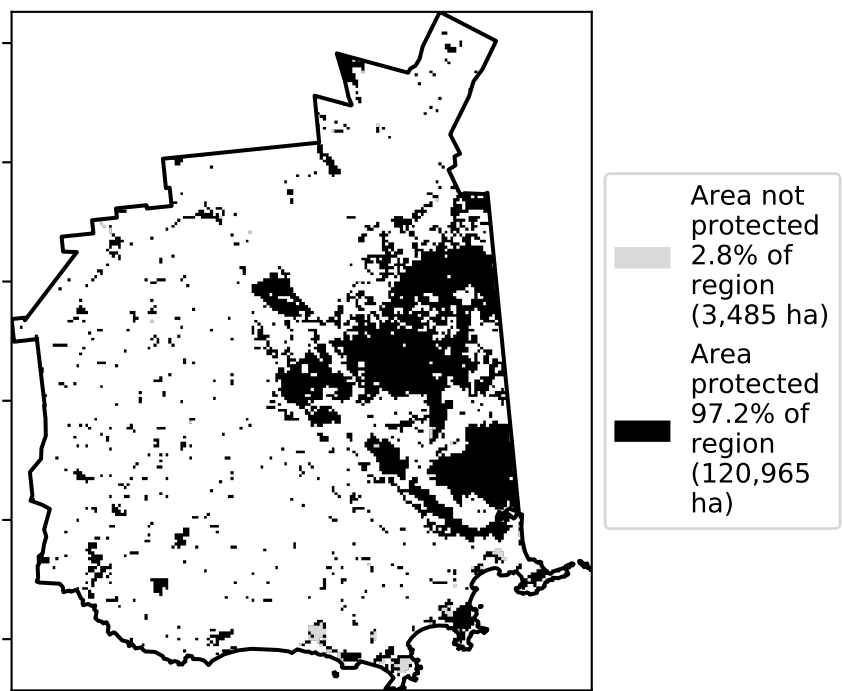 Area not
protected
2.8% of
region
(3,485 ha)
Area
protected
97.2% of
region
(120,965
ha)